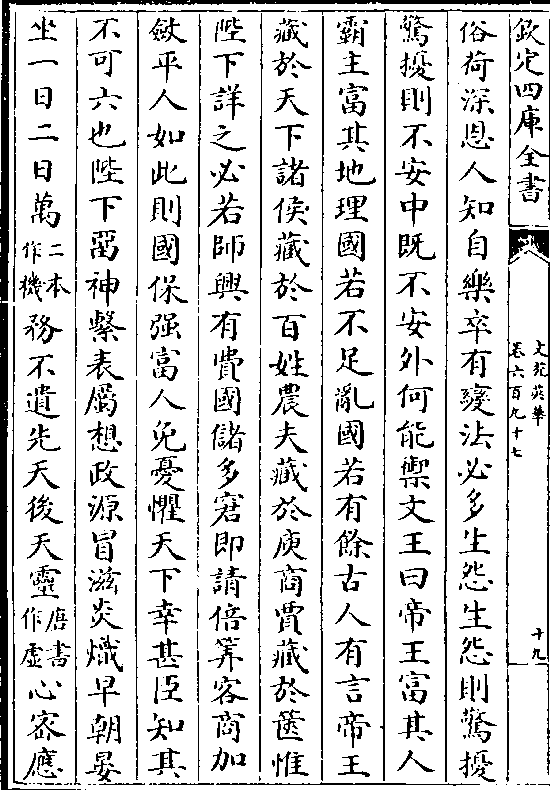 欽定四庫全書
文苑英華
卷六百九十七
十九
俗荷深恩人知自樂卒有變法必多生怨生怨則驚擾
驚擾則不安中既不安外何能禦文王曰帝王富其人
霸主富其地理國若不足亂國若有餘古人有言帝王
藏於天下諸侯藏於百姓農夫藏於庾商賈藏於篋惟
陛下詳之必若師興有費國儲多窘即請倍筭客商加
斂平人如此則國保强富人免憂懼天下幸甚臣知其
不可六也陛下留神繫表屬想政源冒滋炎熾早朝晏
坐一日二日萬二本作機務不遺先天後天靈唐書作虚心宻應